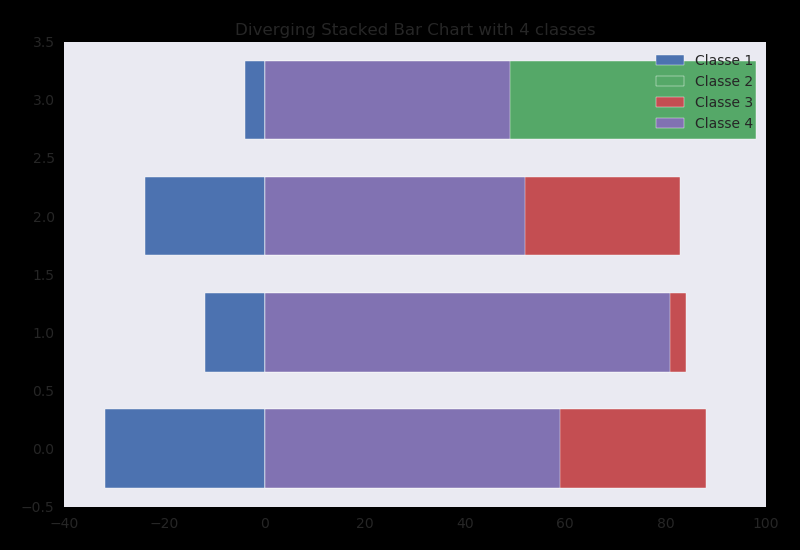 Diverging Stacked Bar Chart with 4 classes
3.5
3.0
2.5
2.0
1.5
1.0
0.5
0.0
−0.5
Classe 1
Classe 2
Classe 3
Classe 4
−40 −20 0 20 40 60 80 100